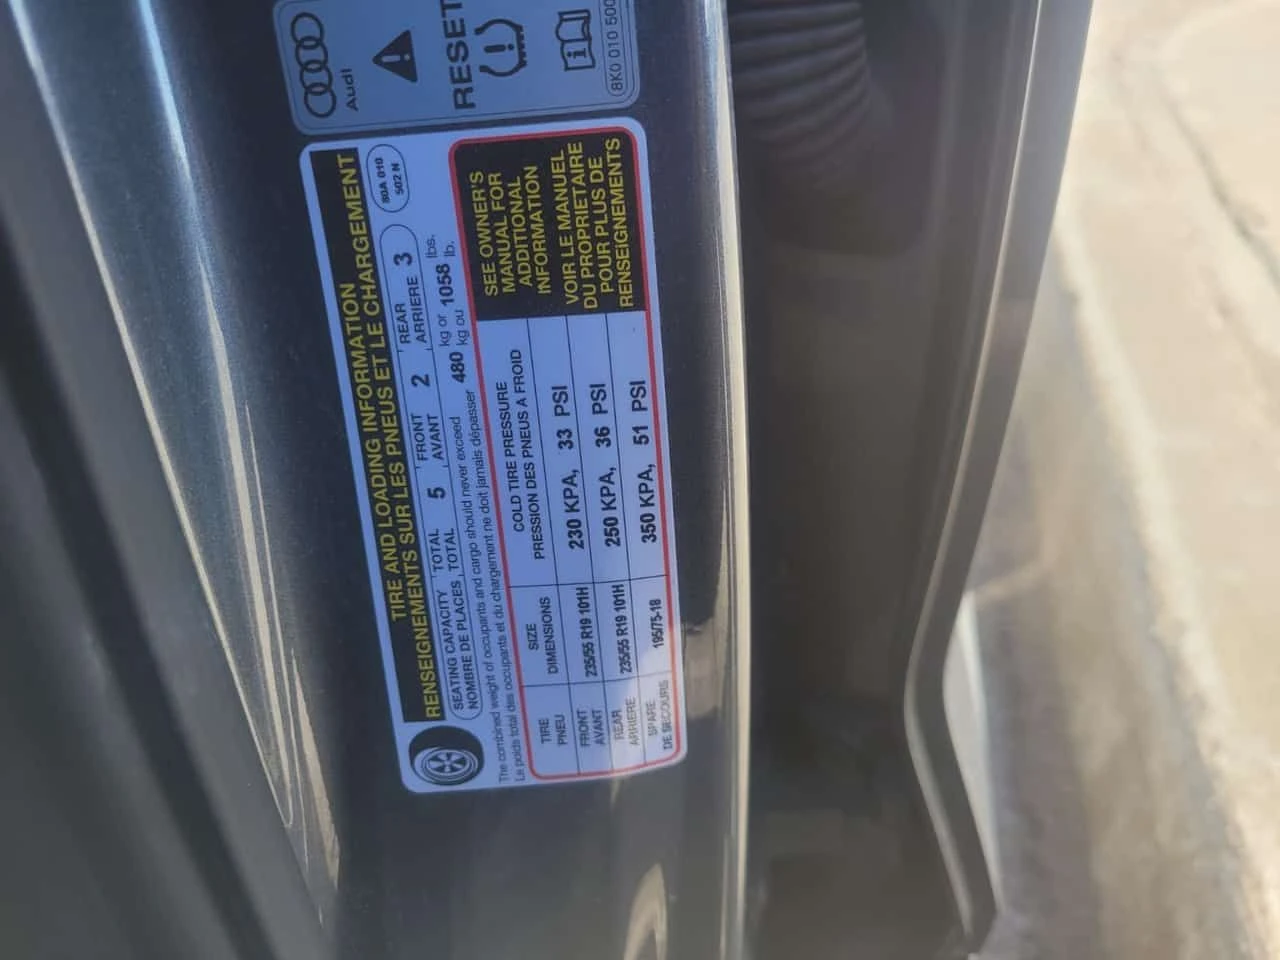 Audi
RESET
8K0 010 500
TIRE AND LOADING INFORMATION
RENSEIGNEMENTS SUR LES PNEUS ET LE CHARGEMENT
80A 010
502 N
SEATING CAPACITY TOTAL 5 FRONT 2 REAR 3
NOMBRE DE PLACES TOTAL AVANT ARRIERE
The combined weight of occupants and cargo should never exceed 480 kg or 1058 lbs.
Le poids total des occupants et du chargement ne doit jamais dépasser kg ou lb.
TIRE SIZE COLD TIRE PRESSURE
PNEU DIMENSIONS PRESSION DES PNEUS A FROID
FRONT 235/55 R19 101H 230 KPA, 33 PSI
AVANT
REAR 235/55 R19 101H 250 KPA, 36 PSI
ARRIERE
SPARE 195/75-18 350 KPA, 51 PSI
DE SECOURS
SEE OWNER'S
MANUAL FOR
ADDITIONAL
INFORMATION
VOIR LE MANUEL
DU PROPRIETAIRE
POUR PLUS DE
RENSEIGNEMENTS